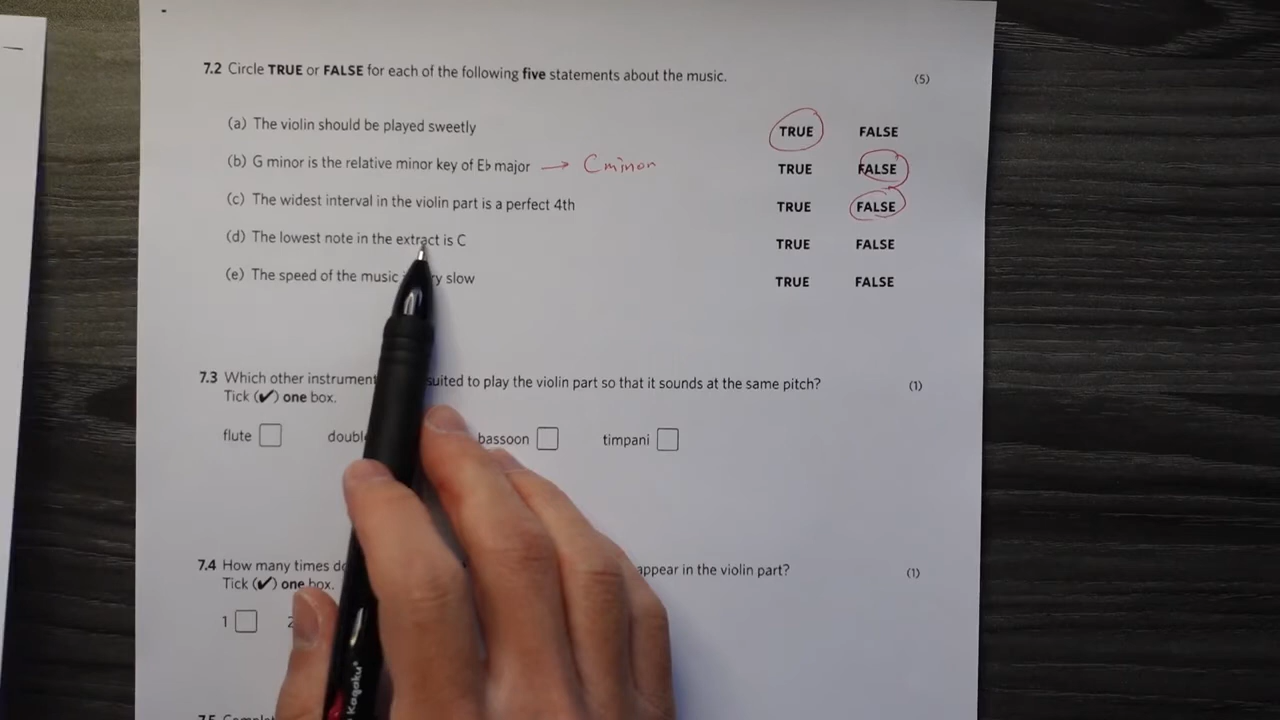 7.2 Circle TRUE or FALSE for each of the following five statements about the music. (5)
(a) The violin should be played sweetly TRUE FALSE
(b) G minor is the relative minor key of E♭ major → C minor TRUE FALSE
(c) The widest interval in the violin part is a perfect 4th TRUE FALSE
(d) The lowest note in the extract is C TRUE FALSE
(e) The speed of the music slow TRUE FALSE
7.3 Which other instrument suited to play the violin part so that it sounds at the same pitch? (1)
Tick (✔) one box.
flute bassoon timpani
7.4 How many times appear in the violin part? (1)
Tick (✔) one box.
1
7.5